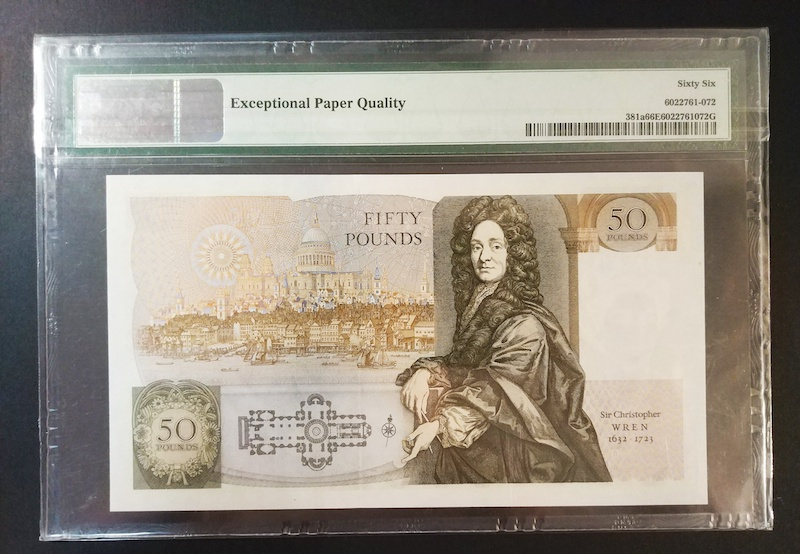 Sixty Six
Exceptional Paper Quality
6022761-072
381a66E6022761072G
FIFTY
POUNDS
50
POUNDS
50
POUNDS
Sir Christopher
WREN
1632 · 1723